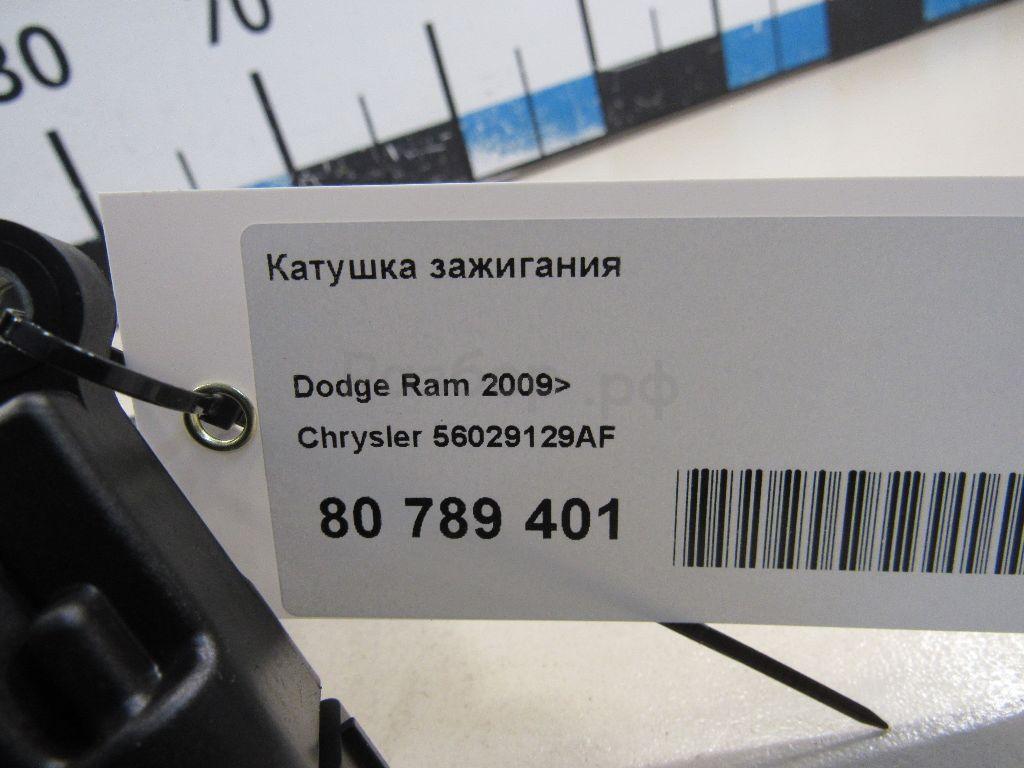 80 70
Катушка зажигания
Dodge Ram 2009>
Chrysler 56029129AF
80 789 401